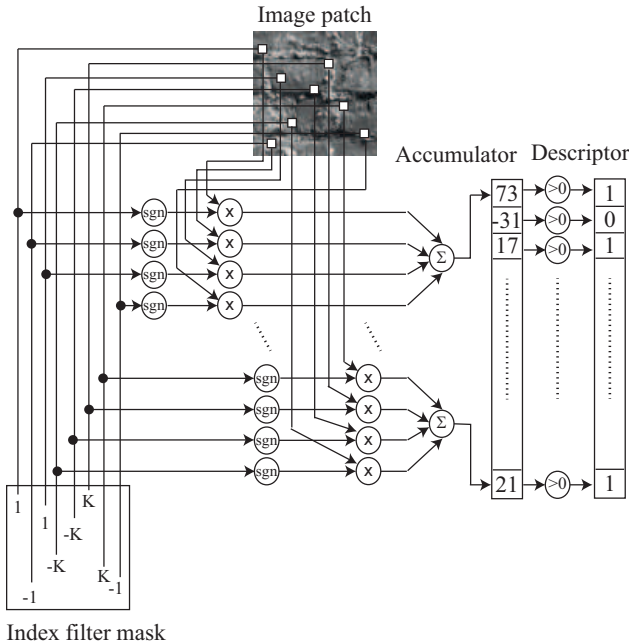 Image patch
Accumulator Descriptor
sgn x 73 >0 1
-31 >0 0
sgn x 17 >0 1
Σ
sgn x
sgn x
sgn x
sgn x
Σ
sgn x
sgn x 21 >0 1
1 1 -K -K K K -1 -1
Index filter mask